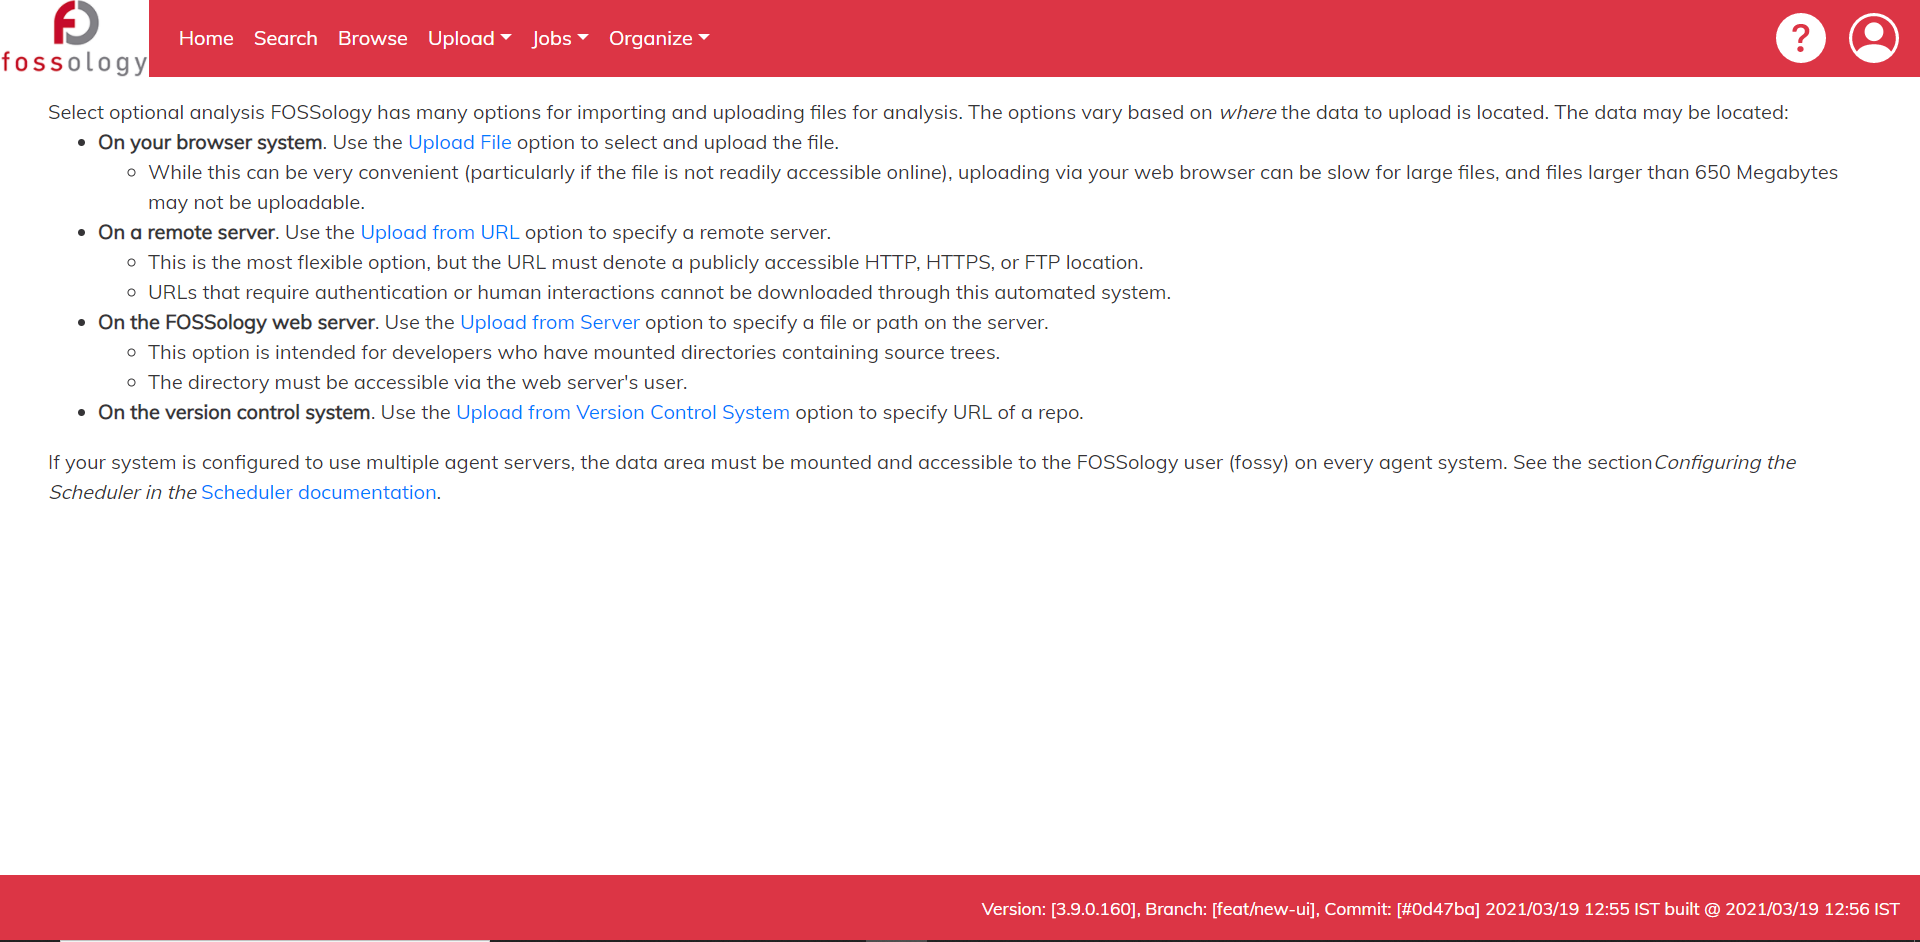 fossology
Home Search Browse Upload Jobs Organize
?
Select optional analysis FOSSology has many options for importing and uploading files for analysis. The options vary based on where the data to upload is located. The data may be located:
On your browser system. Use the Upload File option to select and upload the file.
While this can be very convenient (particularly if the file is not readily accessible online), uploading via your web browser can be slow for large files, and files larger than 650 Megabytes
may not be uploadable.
On a remote server. Use the Upload from URL option to specify a remote server.
This is the most flexible option, but the URL must denote a publicly accessible HTTP, HTTPS, or FTP location.
URLs that require authentication or human interactions cannot be downloaded through this automated system.
On the FOSSology web server. Use the Upload from Server option to specify a file or path on the server.
This option is intended for developers who have mounted directories containing source trees.
The directory must be accessible via the web server's user.
On the version control system. Use the Upload from Version Control System option to specify URL of a repo.
If your system is configured to use multiple agent servers, the data area must be mounted and accessible to the FOSSology user (fossy) on every agent system. See the sectionConfiguring the
Scheduler in the Scheduler documentation.
Version: [3.9.0.160], Branch: [feat/new-ui], Commit: [#0d47ba] 2021/03/19 12:55 IST built @ 2021/03/19 12:56 IST